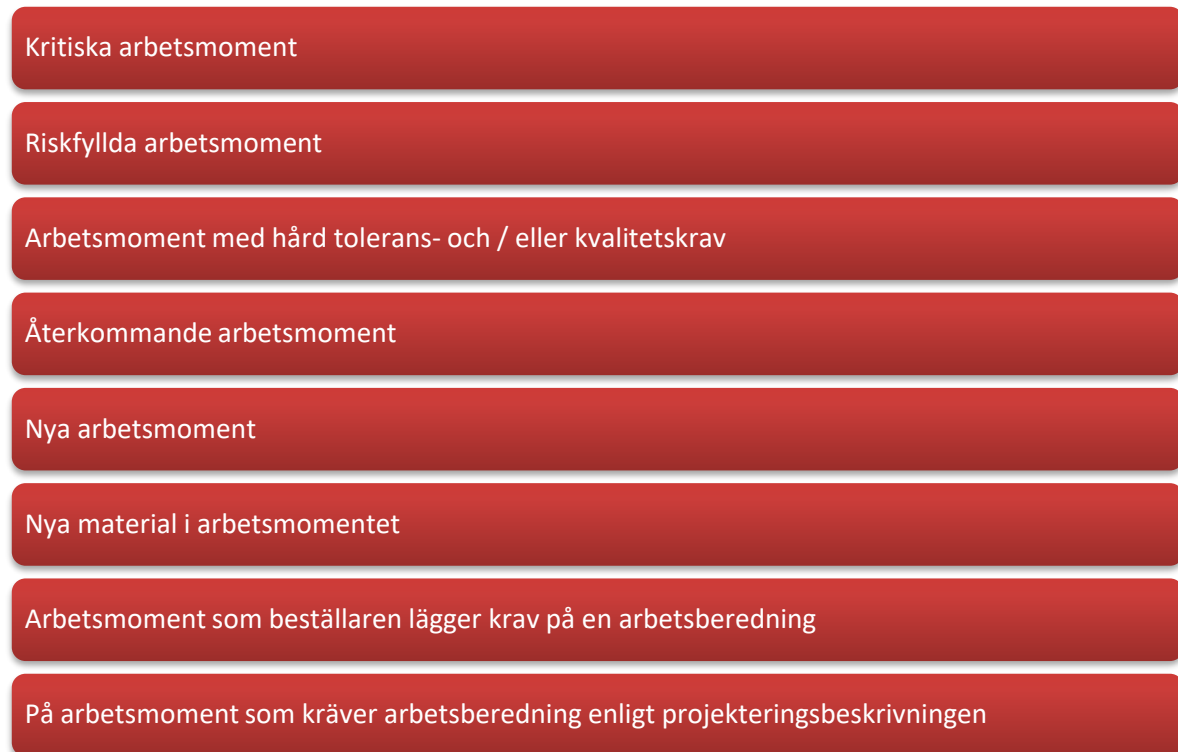 Kritiska arbetsmoment
Riskfyllda arbetsmoment
Arbetsmoment med hård tolerans- och / eller kvalitetskrav
Återkommande arbetsmoment
Nya arbetsmoment
Nya material i arbetsmomentet
Arbetsmoment som beställaren lägger krav på en arbetsberedning
På arbetsmoment som kräver arbetsberedning enligt projekteringsbeskrivningen